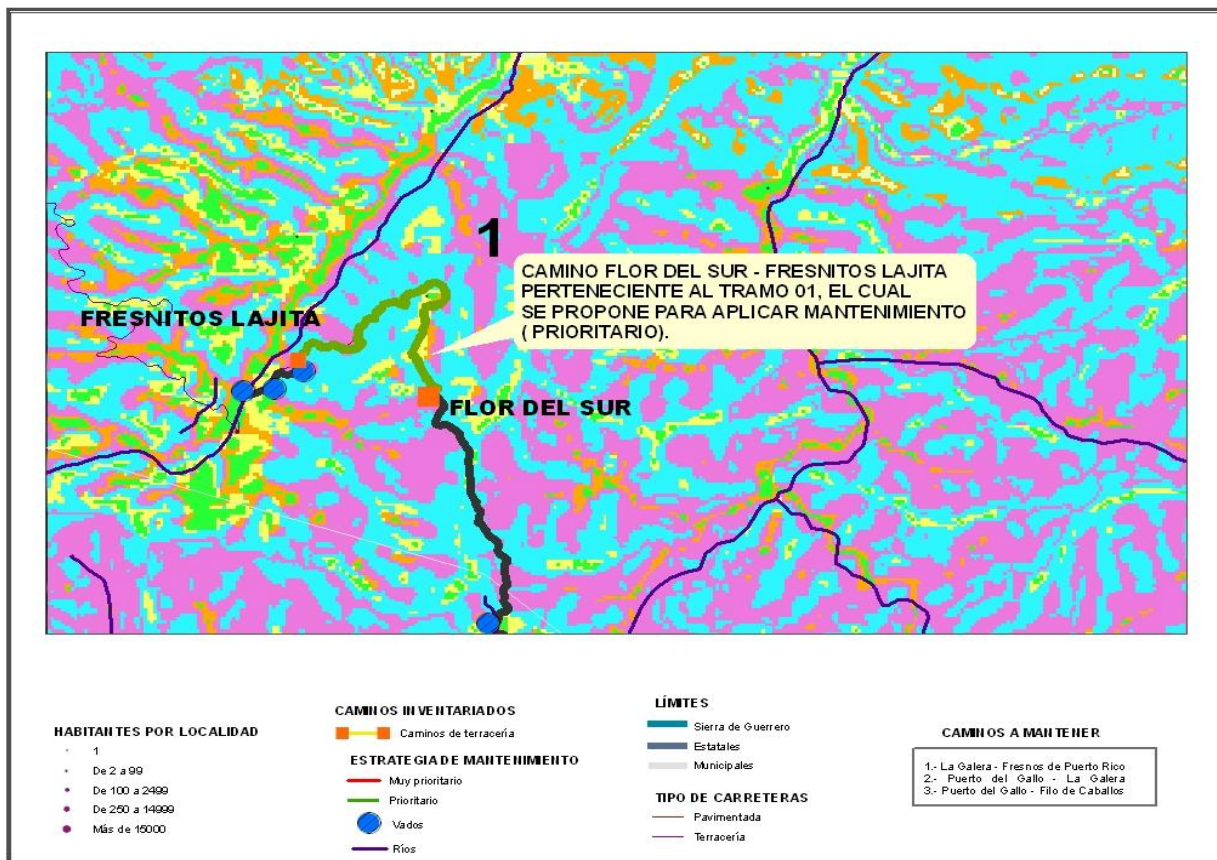 1
CAMINO FLOR DEL SUR - FRESNITOS LAJITA
PERTENECIENTE AL TRAMO 01, EL CUAL
SE PROPONE PARA APLICAR MANTENIMIENTO
( PRIORITARIO).
FRESNITOS LAJITA
FLOR DEL SUR
HABITANTES POR LOCALIDAD
1
De 2 a 99
De 100 a 2499
De 250 a 14999
Más de 15000
CAMINOS INVENTARIADOS
Caminos de terracería
ESTRATEGIA DE MANTENIMIENTO
Muy prioritario
Prioritario
Vados
Ríos
LÍMITES
Sierra de Guerrero
Estatales
Municipales
TIPO DE CARRETERAS
Pavimentada
Terracería
CAMINOS A MANTENER
1.- La Galera - Fresnos de Puerto Rico
2.- Puerto del Gallo - La Galera
3.- Puerto del Gallo - Filo de Caballos